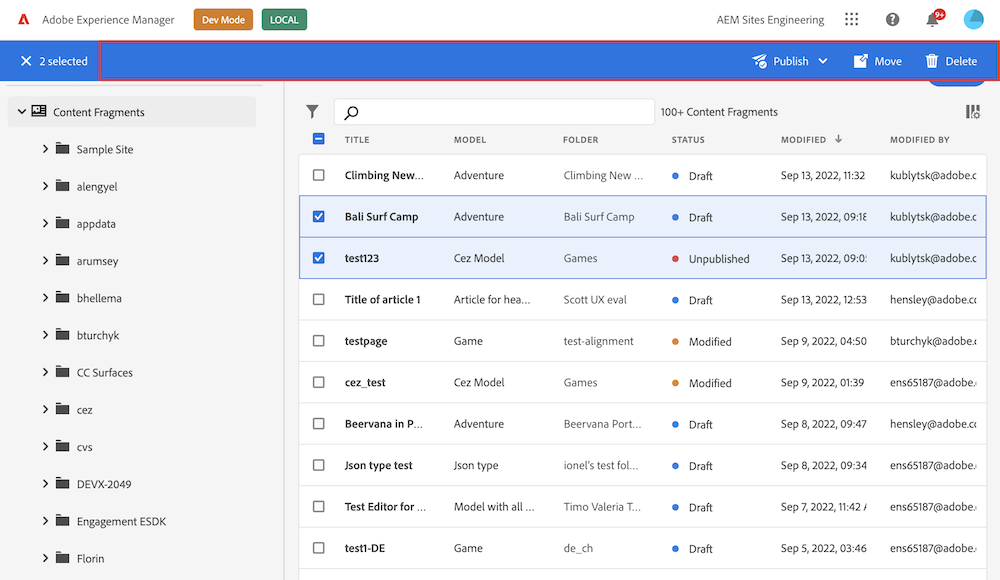 Adobe Experience Manager Dev Mode LOCAL AEM Sites Engineering 9+
2 selected Publish Move Delete
Content Fragments
Sample Site
alengyel
appdata
arumsey
bhellema
bturchyk
CC Surfaces
cez
cvs
DEVX-2049
Engagement ESDK
Florin
100+ Content Fragments
TITLE MODEL FOLDER STATUS MODIFIED MODIFIED BY
Climbing New... Adventure Climbing New ... Draft Sep 13, 2022, 11:32 kublytsk@adobe.c
Bali Surf Camp Adventure Bali Surf Camp Draft Sep 13, 2022, 09:18 kublytsk@adobe.c
test123 Cez Model Games Unpublished Sep 13, 2022, 09:0 kublytsk@adobe.c
Title of article 1 Article for hea... Scott UX eval Draft Sep 13, 2022, 12:53 hensley@adobe.co
testpage Game test-alignment Modified Sep 9, 2022, 04:50 bturchyk@adobe.c
cez_test Cez Model Games Modified Sep 9, 2022, 01:39 ens65187@adobe.
Beervana in P... Adventure Beervana Port... Draft Sep 8, 2022, 09:47 hensley@adobe.co
Json type test Json type ionel's test fol... Draft Sep 8, 2022, 09:34 ens65187@adobe.
Test Editor for ... Model with all ... Timo Valeria T... Draft Sep 7, 2022, 11:42 ens65187@adobe.
test1-DE Game de_ch Draft Sep 5, 2022, 03:46 ens65187@adobe.